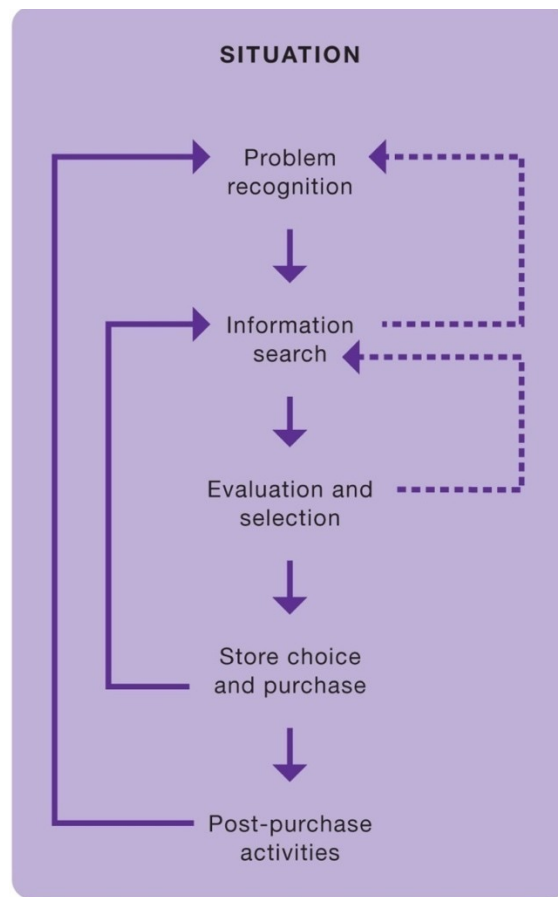 SITUATION
Problem
recognition
Information
search
Evaluation and
selection
Store choice
and purchase
Post-purchase
activities